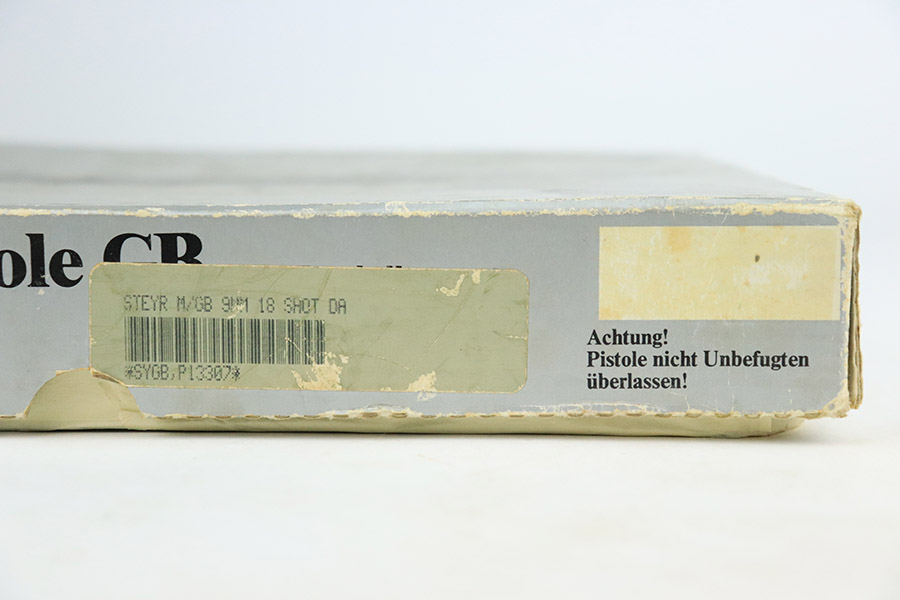 ole GB
STEYR M/GB 9MM 18 SHOT DA
*SYGB,P13307*
Achtung!
Pistole nicht Unbefugten
überlassen!